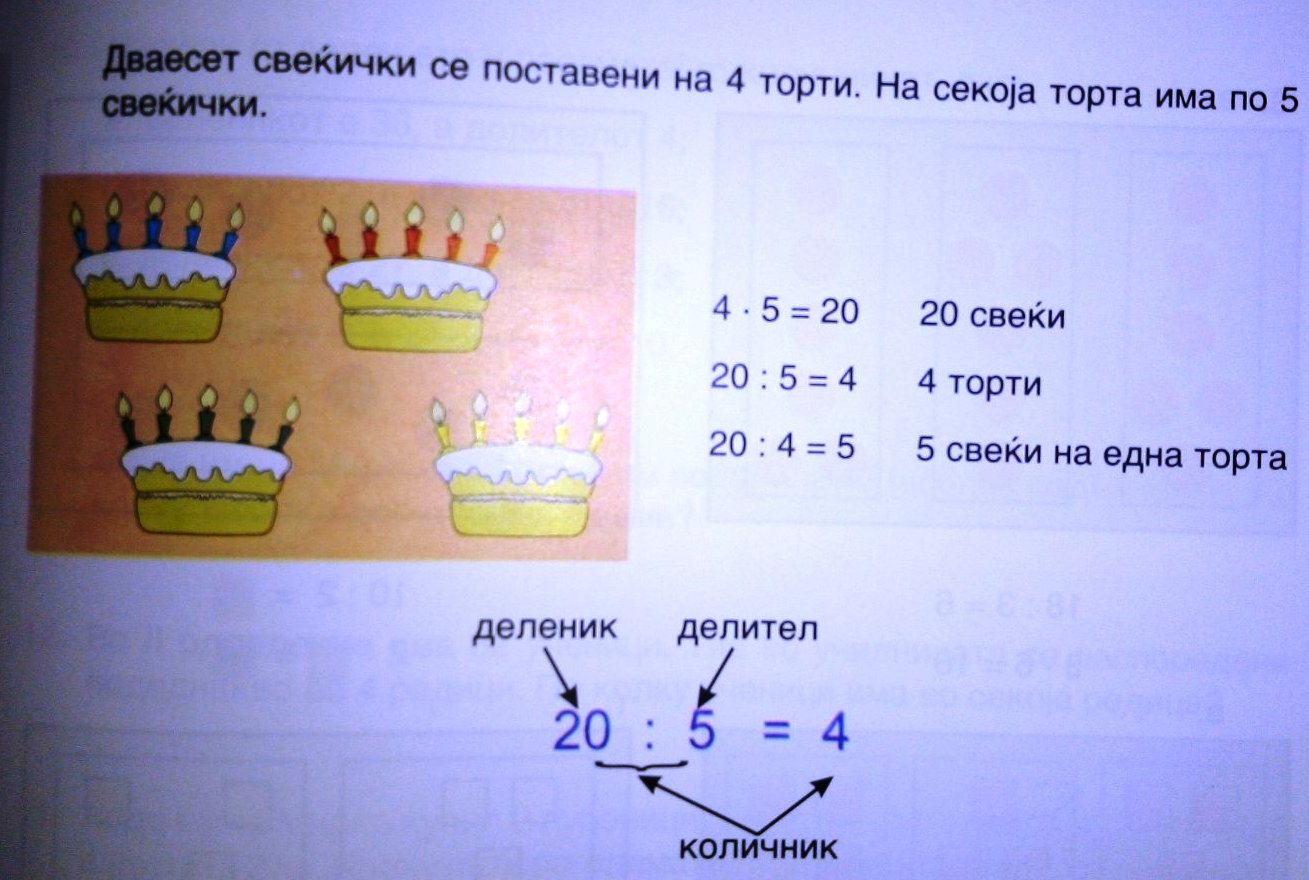 Дваесет свеќички се поставени на 4 торти. На секоја торта има по 5
свеќички.
4 · 5 = 20 20 свеќи
20 : 5 = 4 4 торти
20 : 4 = 5 5 свеќи на една торта
деленик делител
20 : 5 = 4
количник